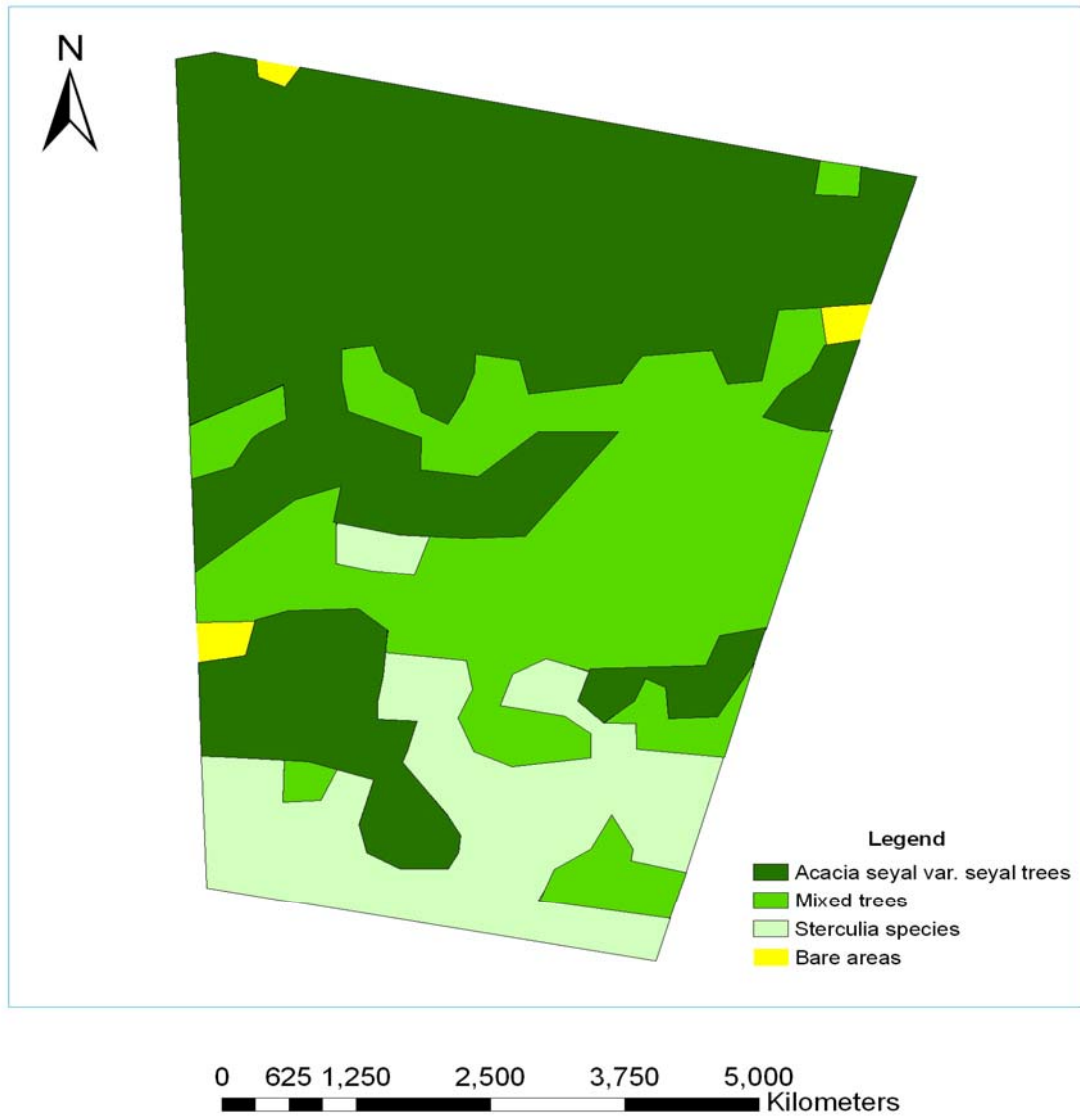 N
Legend
Acacia seyal var. seyal trees
Mixed trees
Sterculia species
Bare areas
0 625 1,250 2,500 3,750 5,000
Kilometers